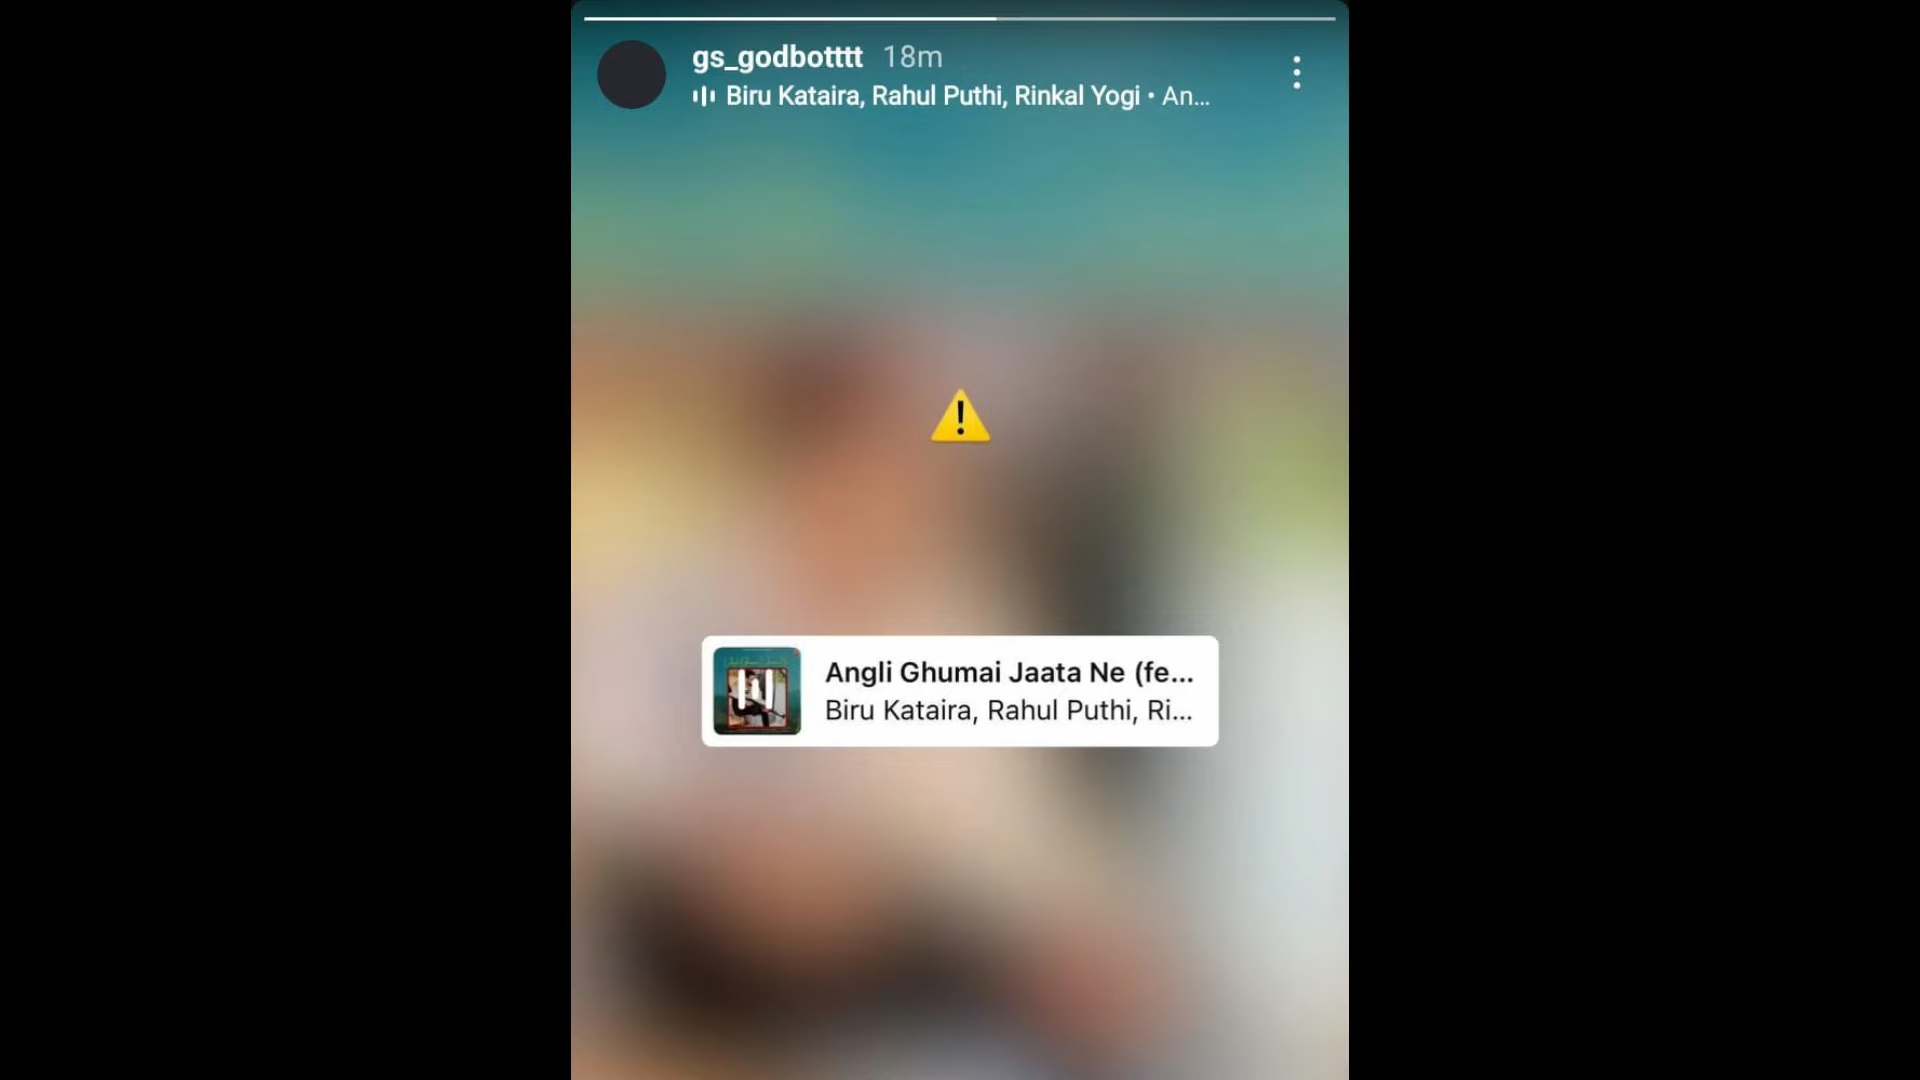 gs_godbotttt 18m
Biru Kataira, Rahul Puthi, Rinkal Yogi • An...
Angli Ghumai Jaata Ne (fe...
Biru Kataira, Rahul Puthi, Ri...